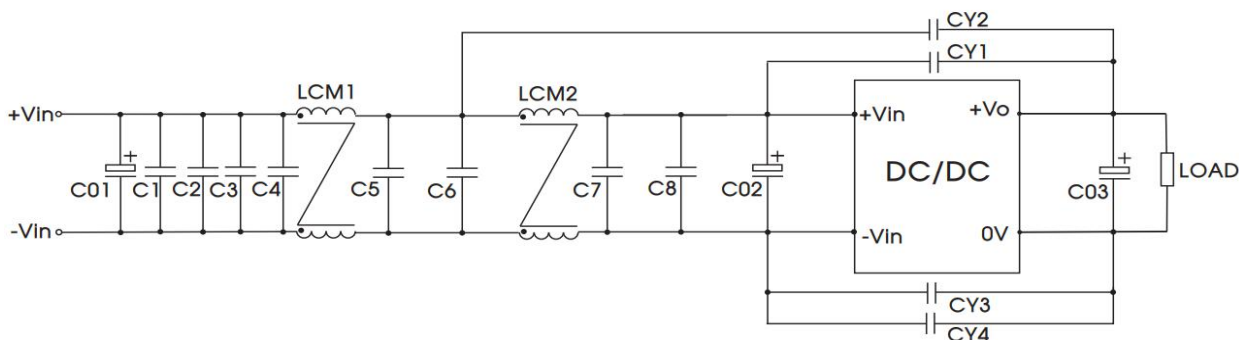 CY2
CY1
LCM1
LCM2
+Vin
+
C01
C1
C2
C3
C4
C5
C6
C7
C8
+
C02
+Vin
+Vo
DC/DC
-Vin
0V
+
C03
LOAD
-Vin
CY3
CY4